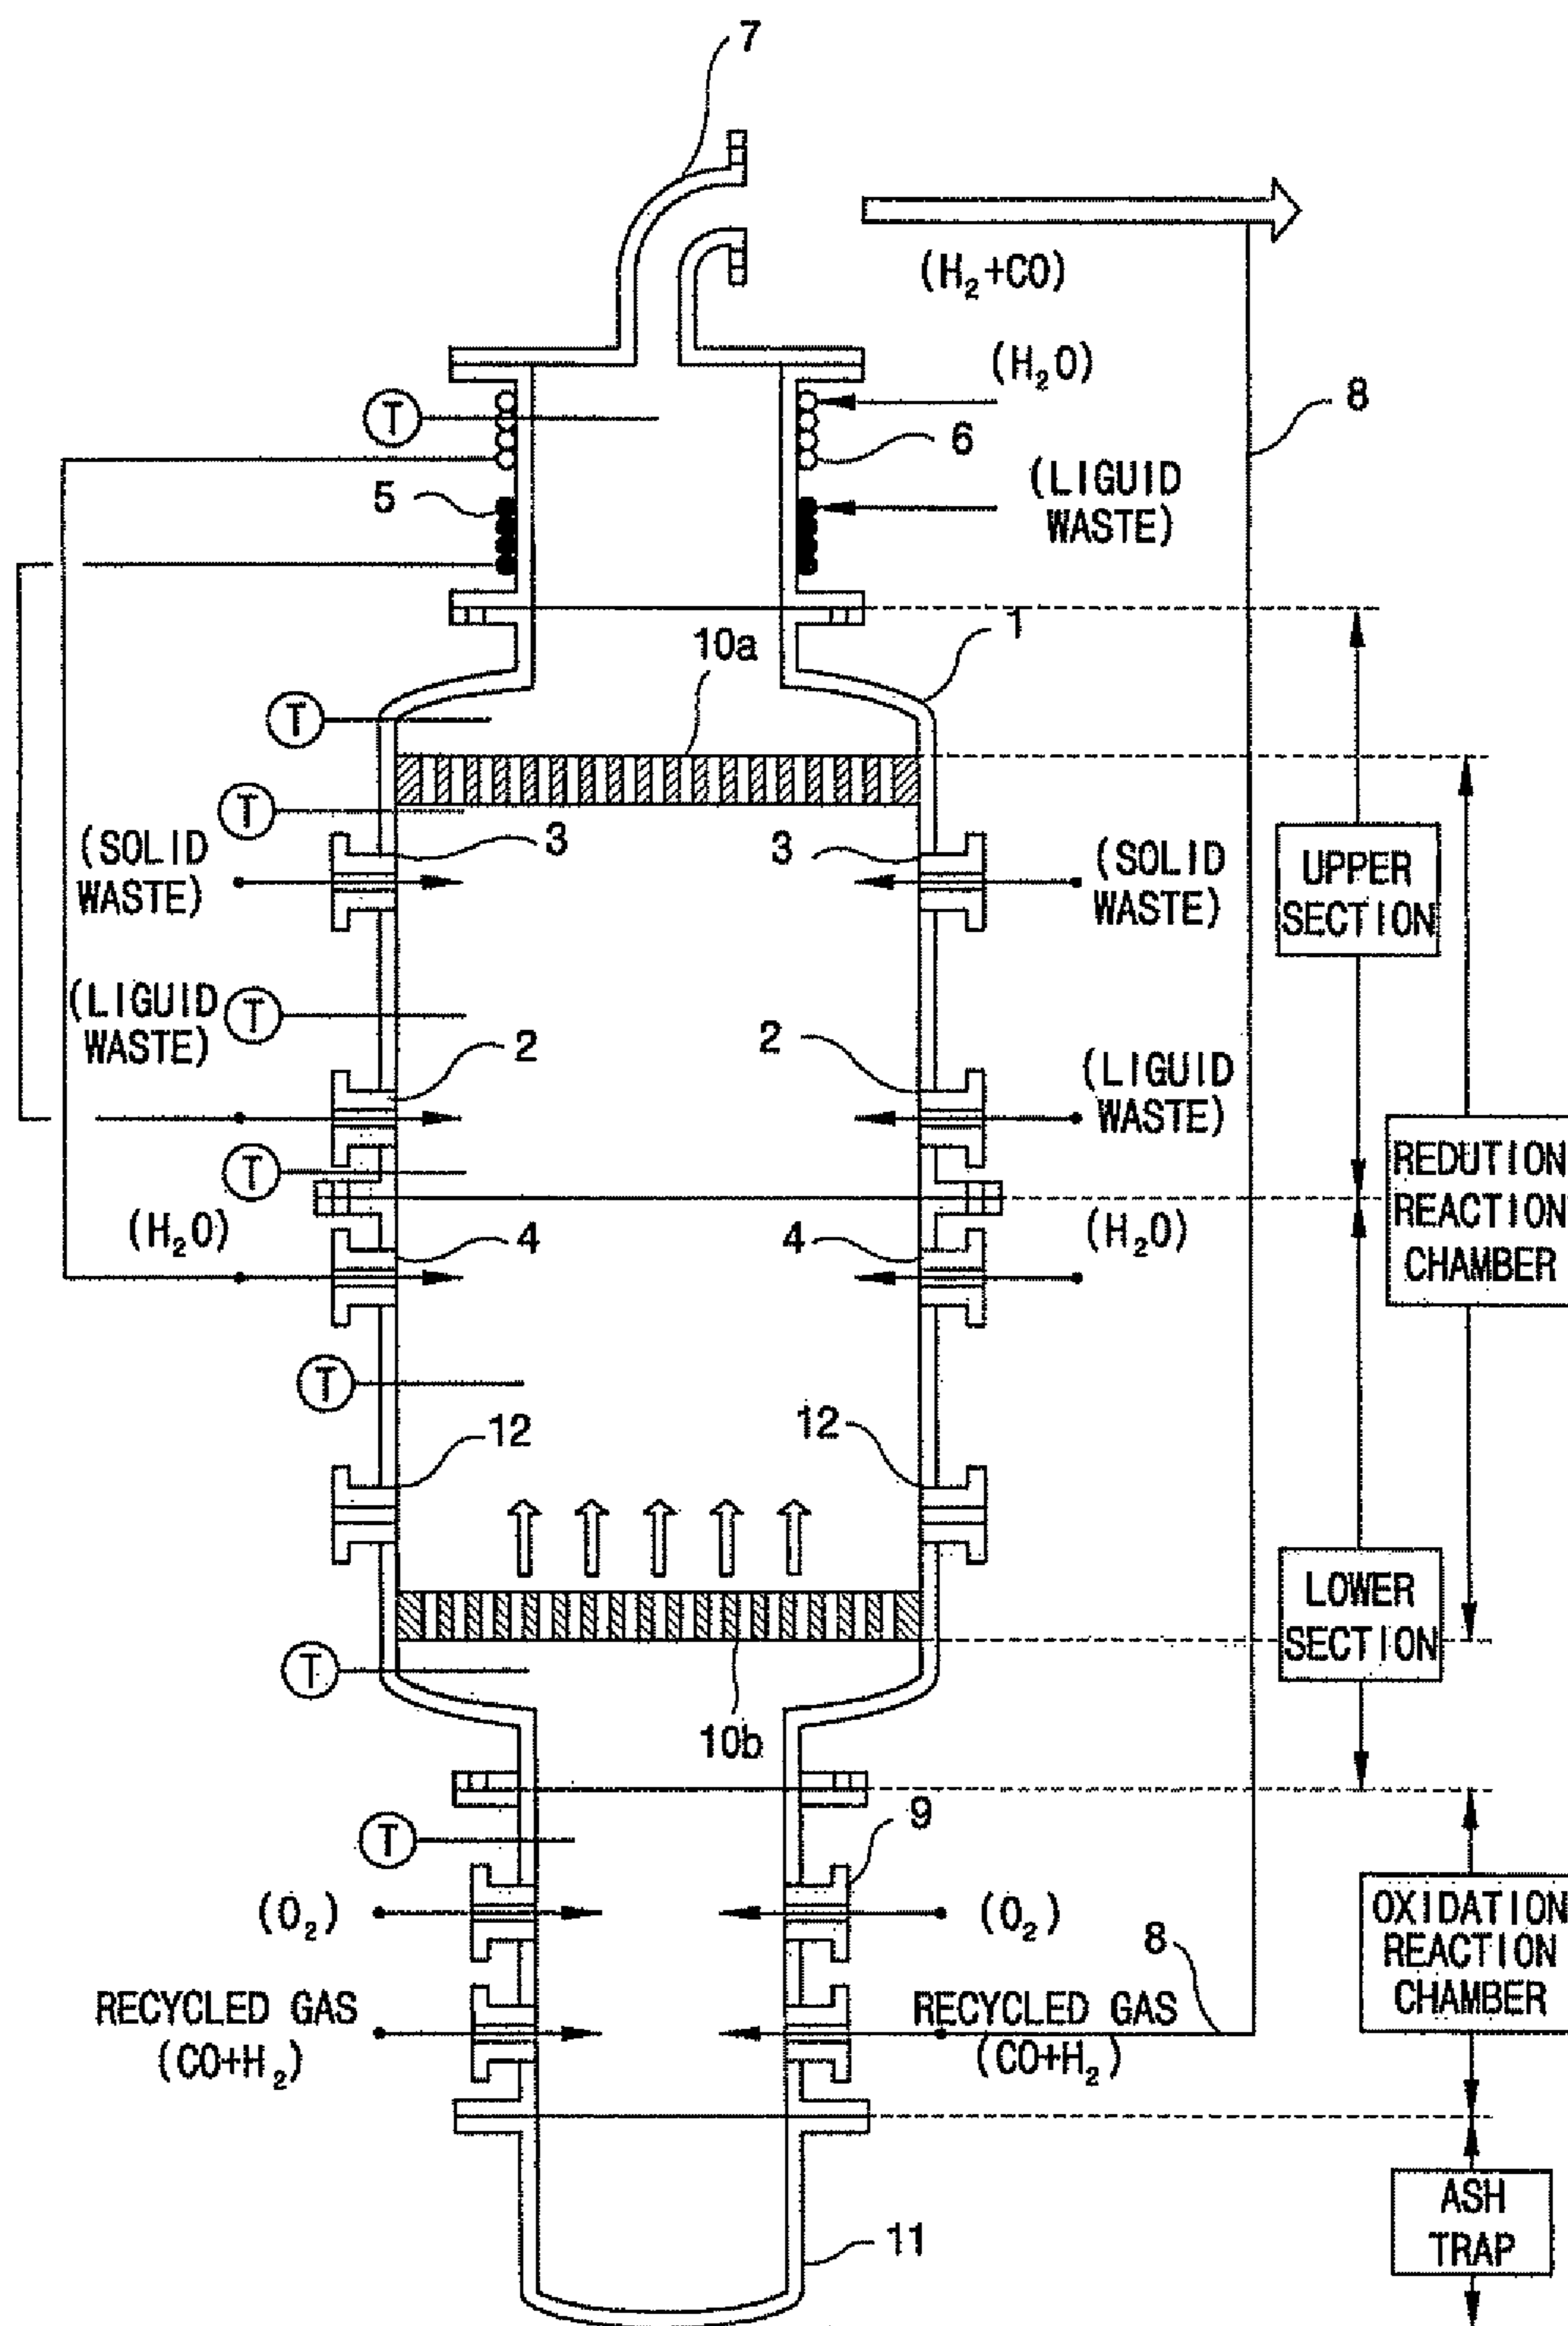 7
(H₂+CO)
(H₂O)
8
T
6
5
(LIGUID
WASTE)
1
10a
T
T
(SOLID
WASTE)
3
3
(SOLID
WASTE)
UPPER
SECTION
(LIGUID
WASTE)
T
2
2
(LIGUID
WASTE)
REDUTION
REACTION
CHAMBER
T
(H₂O)
4
4
(H₂O)
T
12
12
LOWER
SECTION
T
10b
9
T
(O₂)
(O₂)
OXIDATION
REACTION
CHAMBER
8
RECYCLED GAS
(CO+H₂)
RECYCLED GAS
(CO+H₂)
ASH
TRAP
11